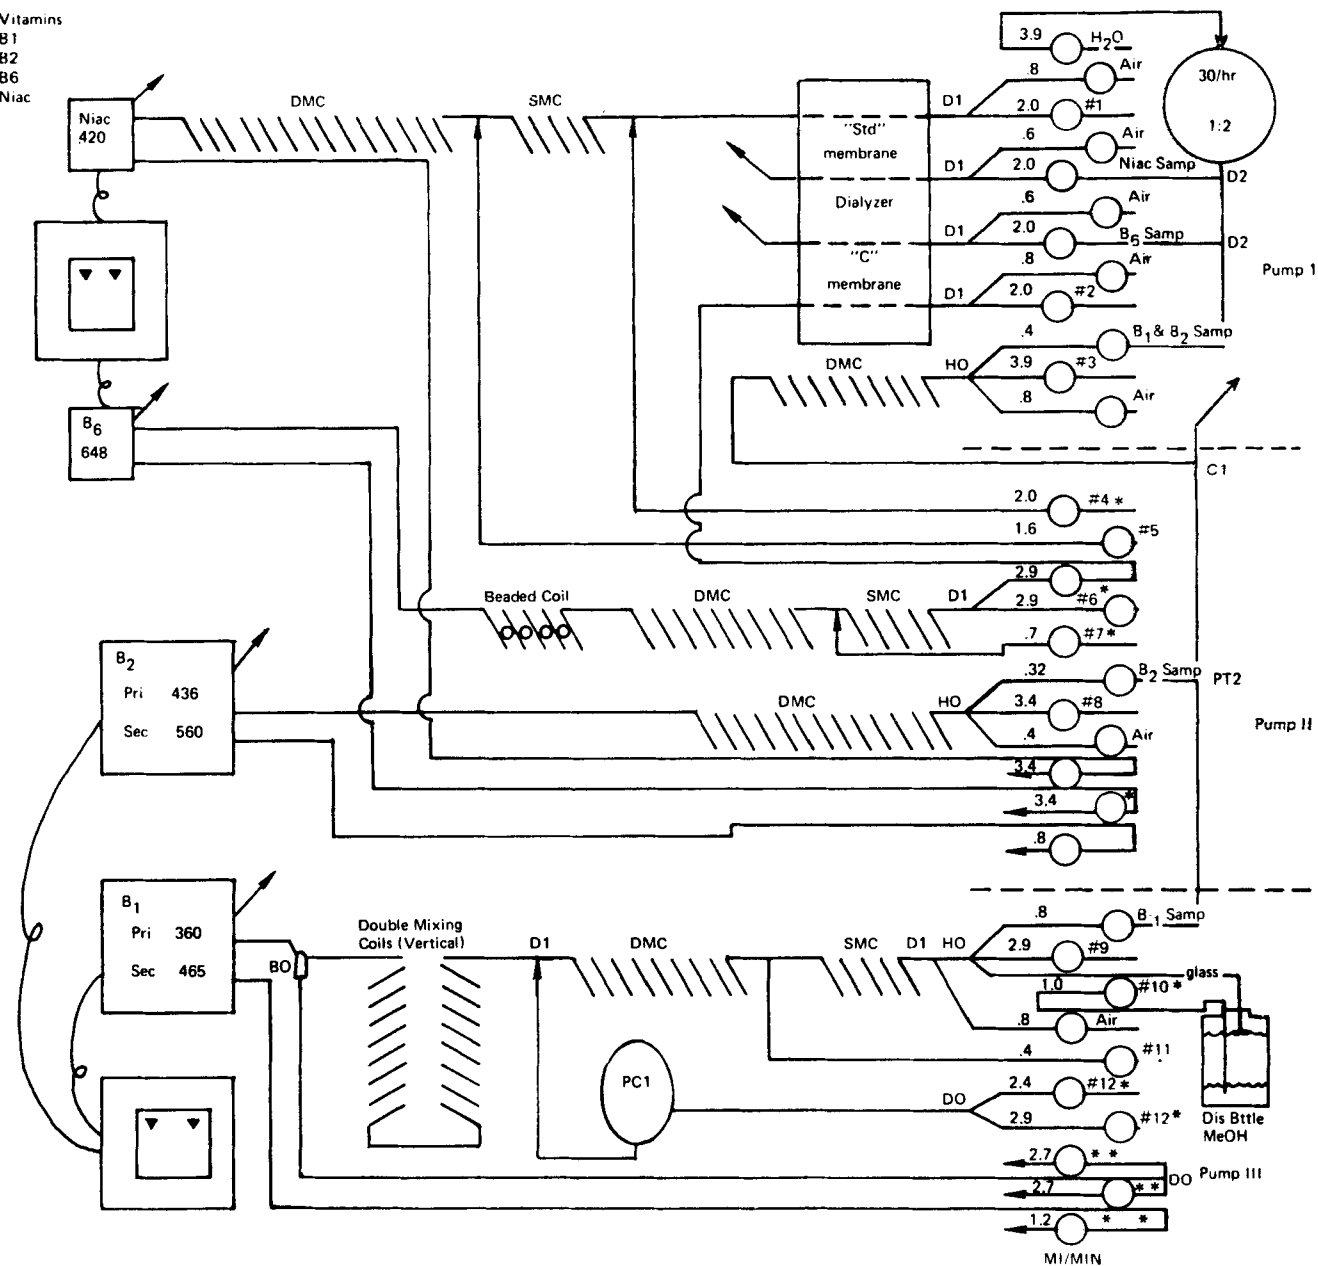 Vitamins
B1
B2
B6
Niac
3.9 H2O
.8 Air
30/hr
1:2
DMC
SMC
D1
2.0 #1
Niac
420
"Std"
membrane
.6 Air
D1
2.0 Niac Samp
D2
Dialyzer
.6 Air
D1
2.0 B6 Samp
D2
"C"
membrane
.8 Air
Pump 1
D1
2.0 #2
.4 B1 & B2 Samp
DMC
HO
3.9 #3
.8 Air
B6
648
C1
2.0 #4 *
1.6 #5
2.9
Beaded Coil
DMC
SMC
D1
2.9 #6 *
.7 #7 *
B2
Pri 436
Sec 560
.32 B2 Samp
PT2
DMC
HO
3.4 #8
.4 Air
Pump II
3.4
3.4 *
.8
B1
Pri 360
Sec 465
.8 B-1 Samp
Double Mixing
Coils (Vertical)
BO
D1
DMC
SMC
D1
HO
2.9 #9
glass
1.0 #10 *
.8 Air
.4 #11
PC1
2.4 #12 *
DO
2.9 #12 *
Dis Bttle
MeOH
2.7 * *
DO
Pump III
2.7 * *
1.2 * *
MI/MIN